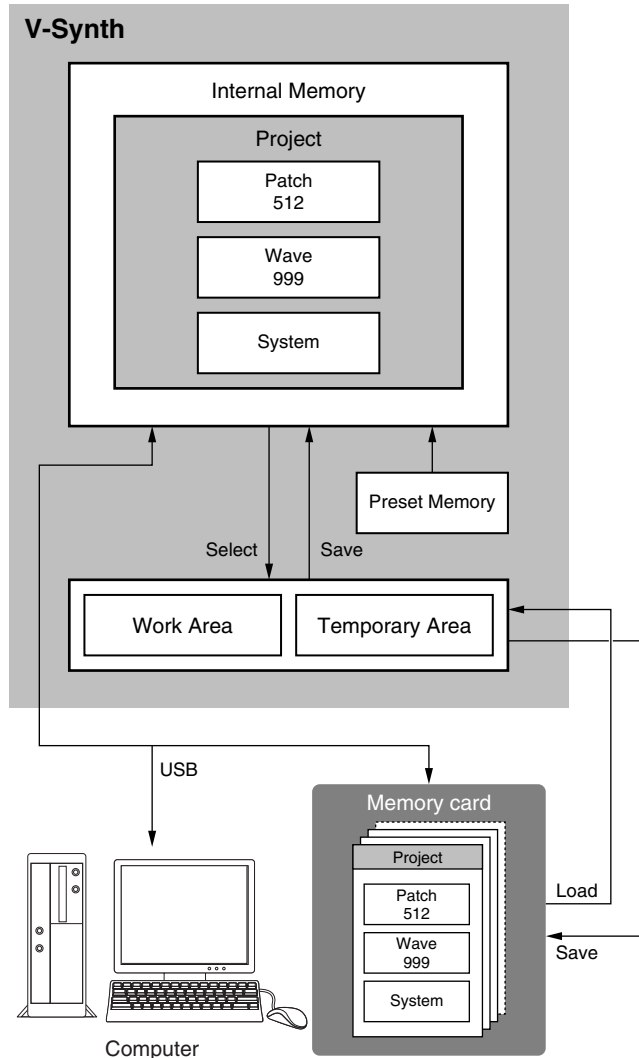 V-Synth
Internal Memory
Project
Patch
512
Wave
999
System
Preset Memory
Select
Save
Work Area
Temporary Area
USB
Memory card
Project
Patch
512
Wave
999
System
Load
Save
Computer